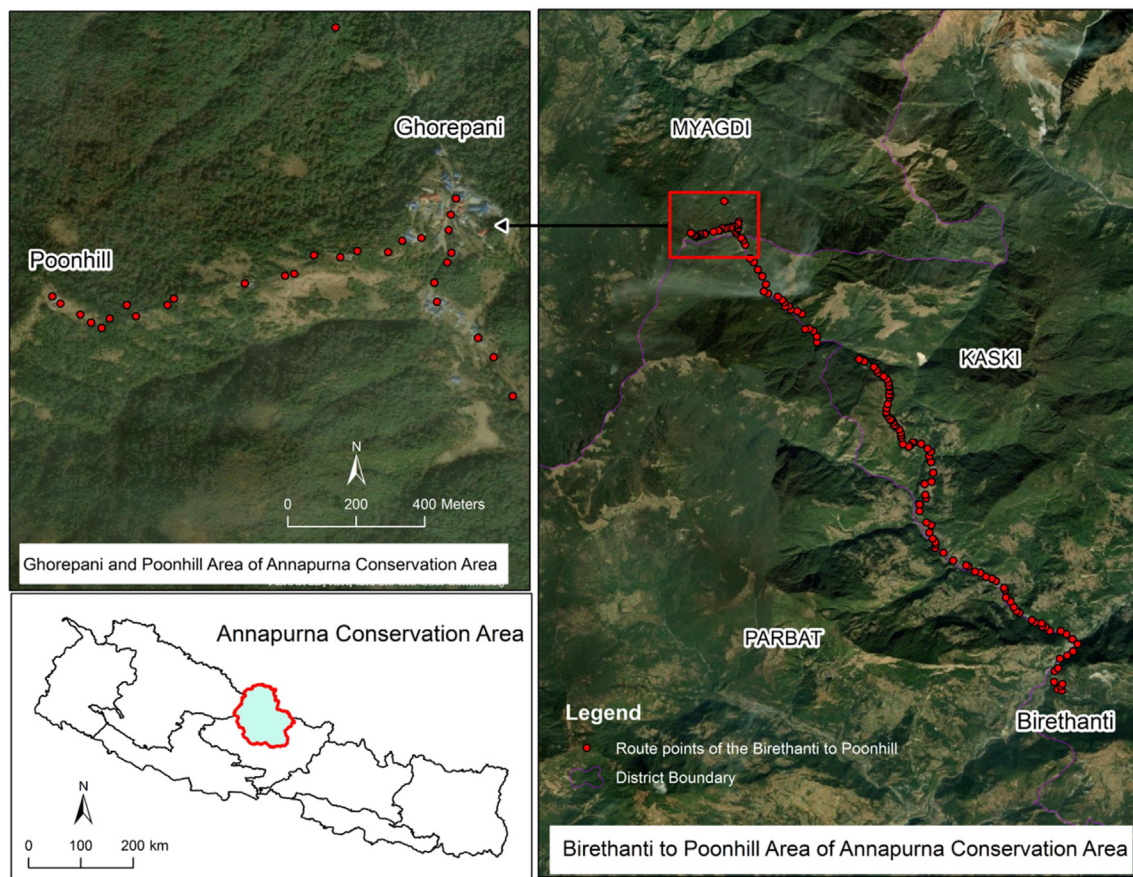 Ghorepani
Poonhill
N
0 200 400 Meters
Ghorepani and Poonhill Area of Annapurna Conservation Area
Annapurna Conservation Area
N
0 100 200 km
MYAGDI
KASKI
PARBAT
Birethanti
Legend
Route points of the Birethanti to Poonhill
District Boundary
Birethanti to Poonhill Area of Annapurna Conservation Area